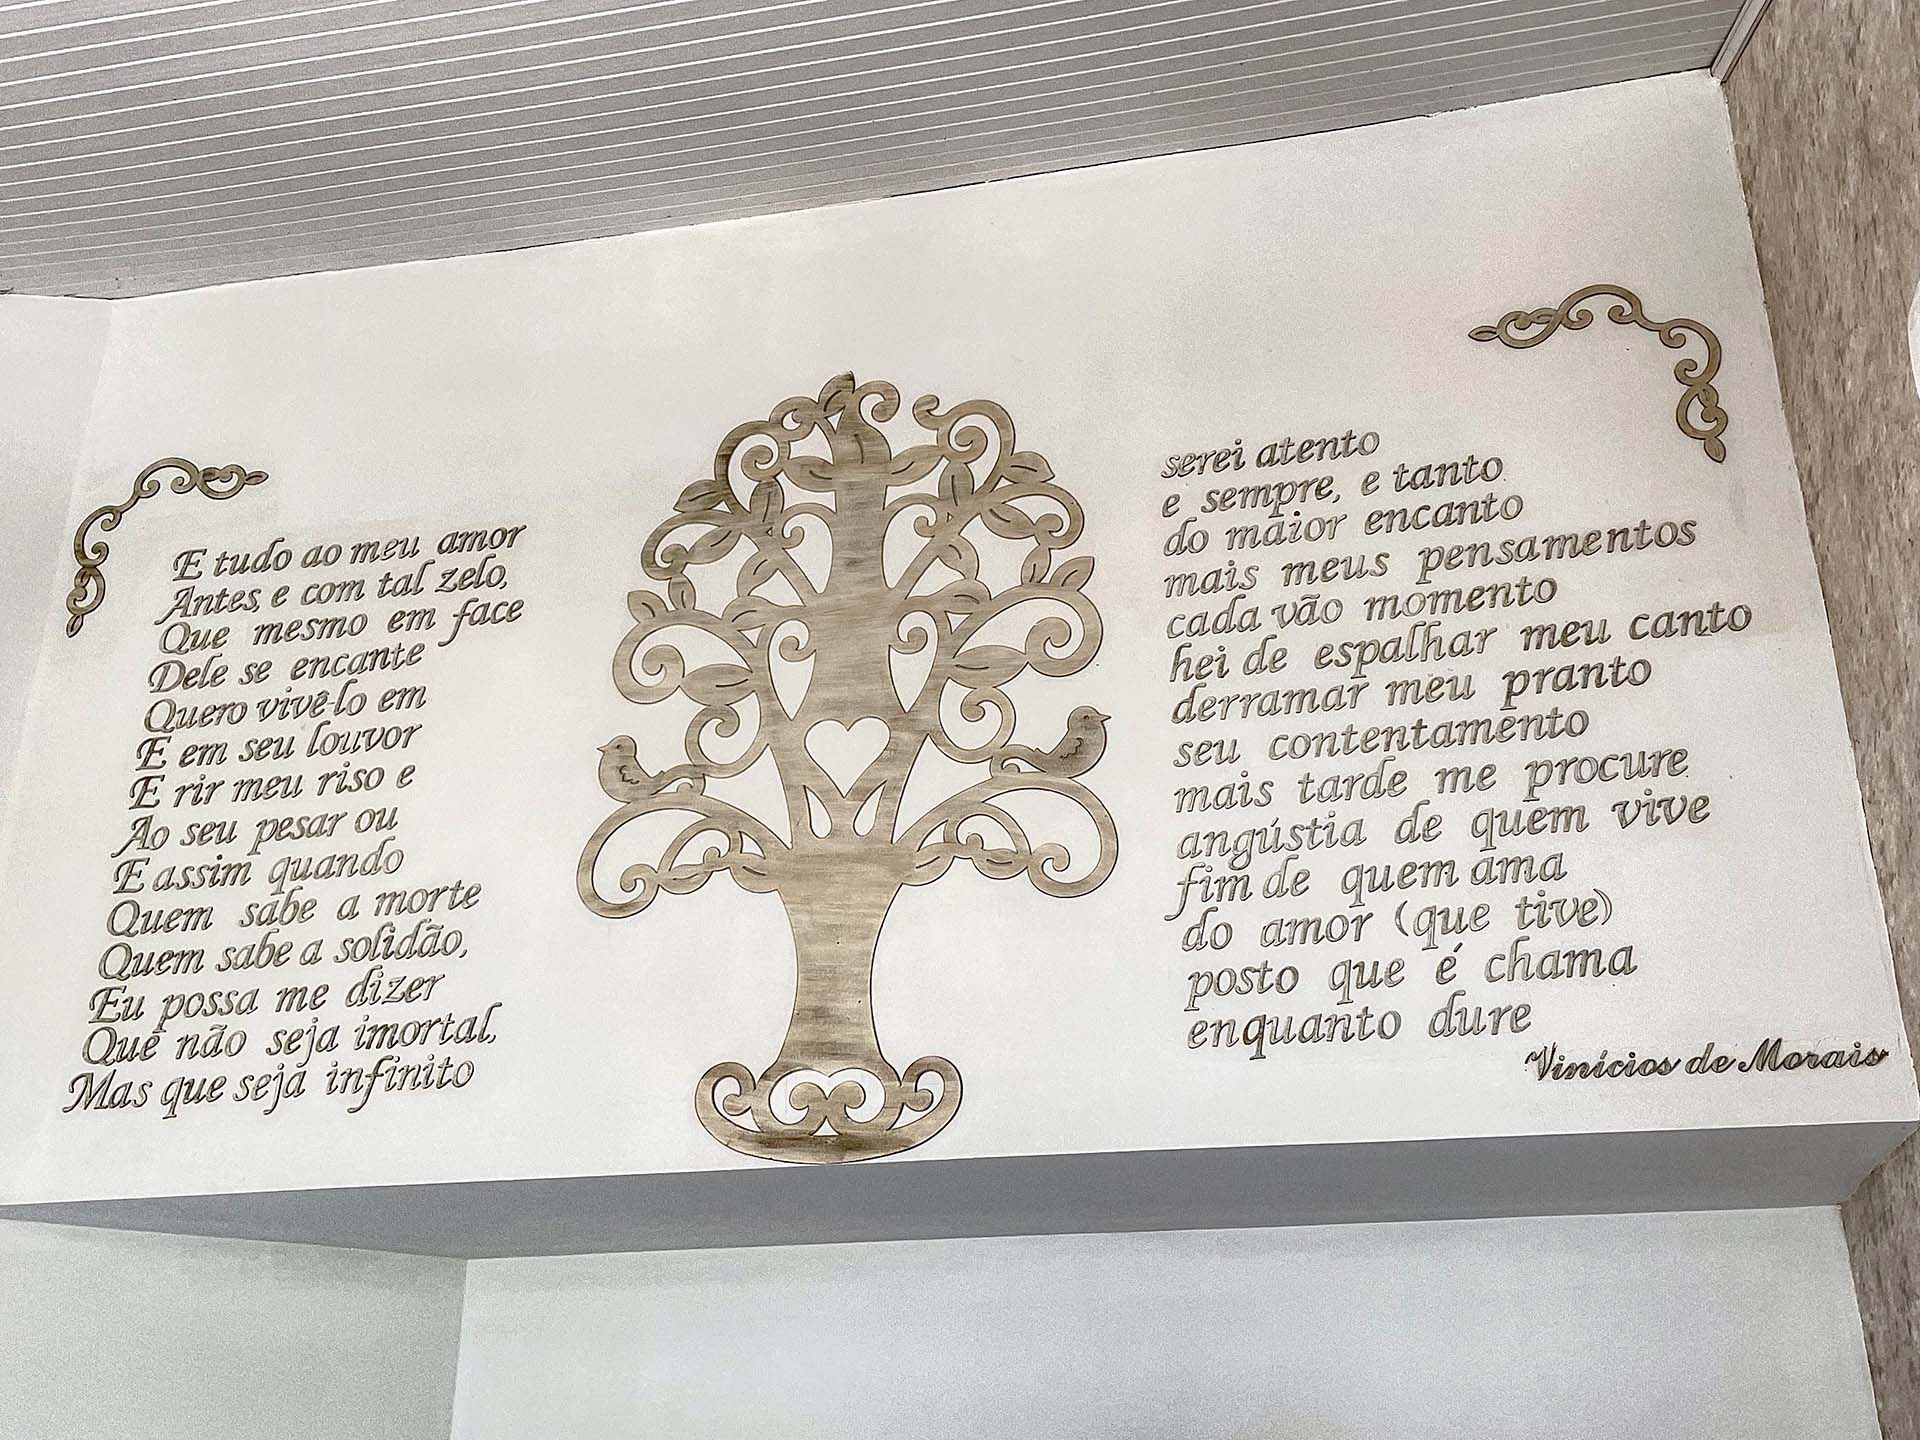 E tudo ao meu amor
Antes, e com tal zelo,
Que mesmo em face
Dele se encante
Quero vivê-lo em
E em seu louvor
E rir meu riso e
Ao seu pesar ou
E assim quando
Quem sabe a morte
Quem sabe a solidão,
Eu possa me dizer
Que não seja imortal,
Mas que seja infinito
serei atento
e sempre, e tanto
do maior encanto
mais meus pensamentos
cada vão momento
hei de espalhar meu canto
derramar meu pranto
seu contentamento
mais tarde me procure
angústia de quem vive
fim de quem ama
do amor (que tive)
posto que é chama
enquanto dure
Vinícios de Morais